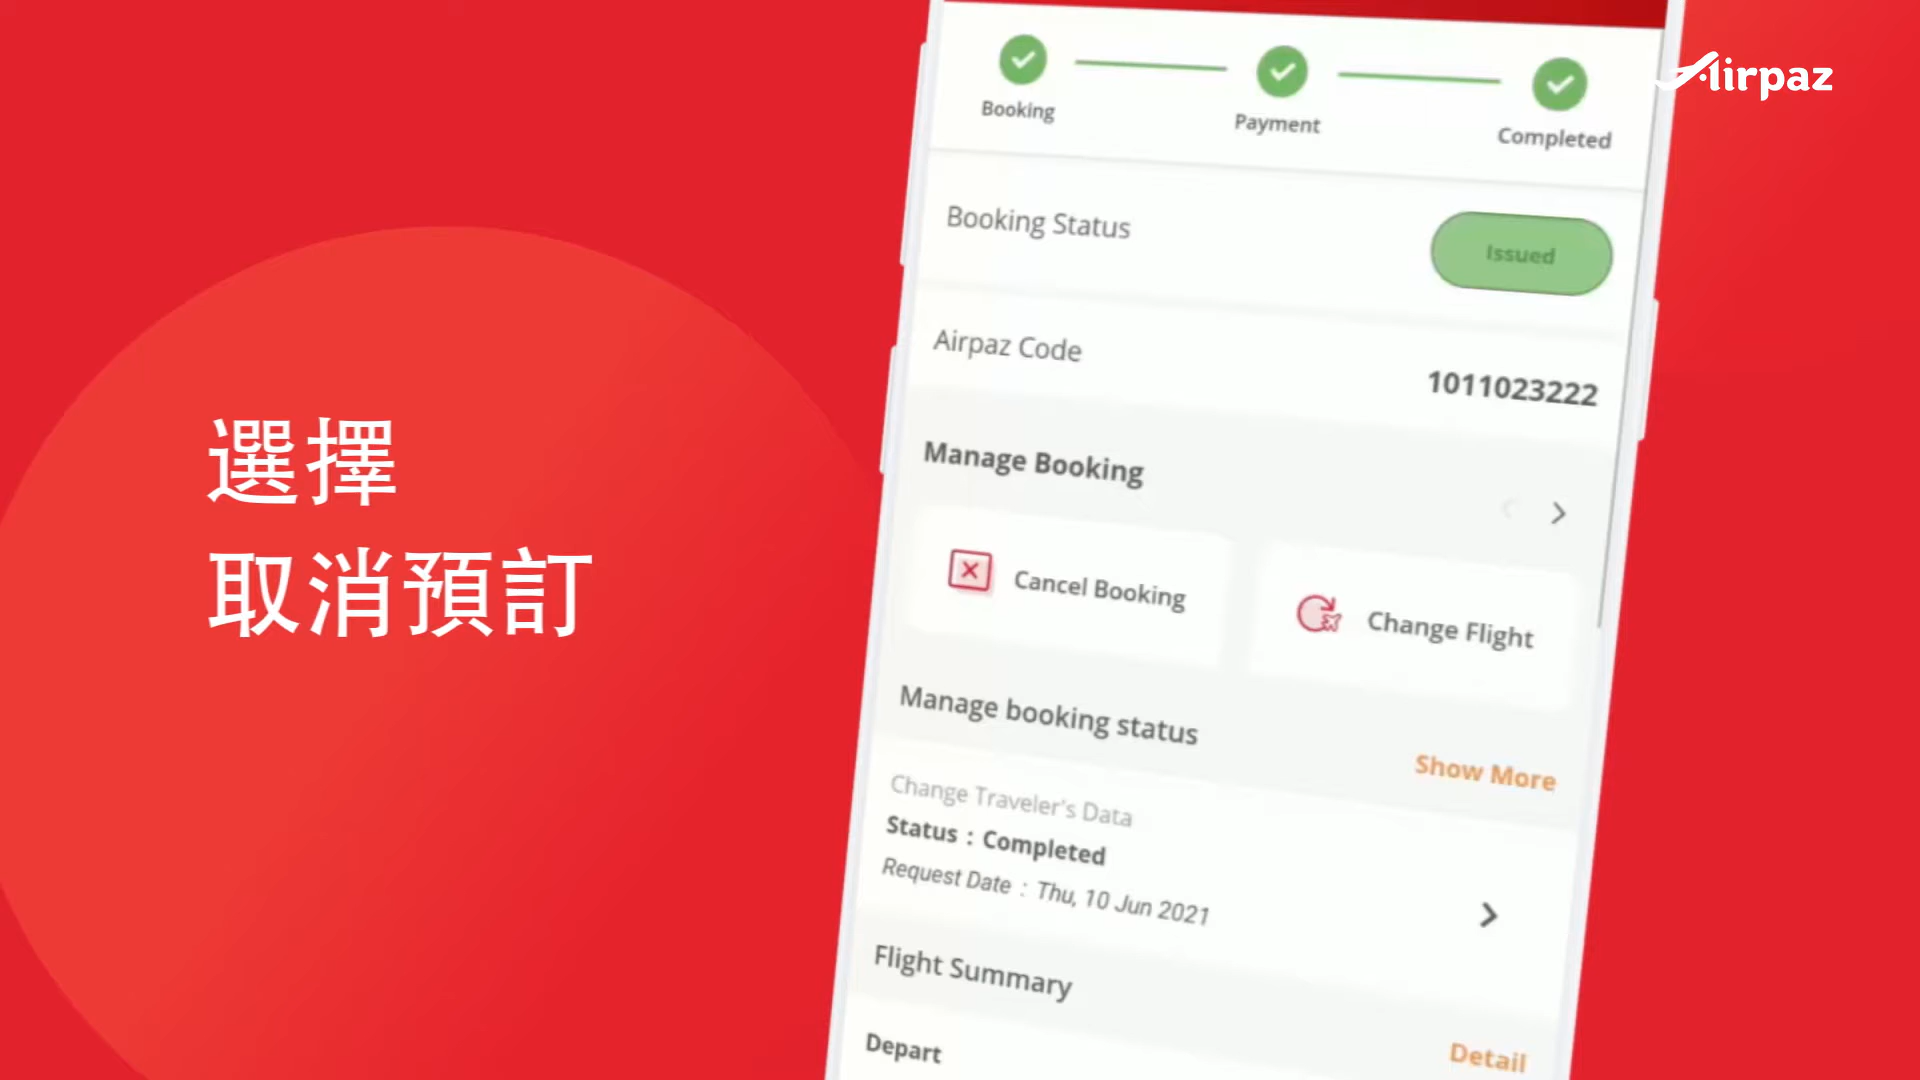 Airpaz
選擇
取消預訂
Booking
Payment
Completed
Booking Status
Issued
Airpaz Code
1011023222
Manage Booking
Cancel Booking
Change Flight
Manage booking status
Show More
Change Traveler's Data
Status : Completed
Request Date : Thu, 10 Jun 2021
Flight Summary
Detail
Depart